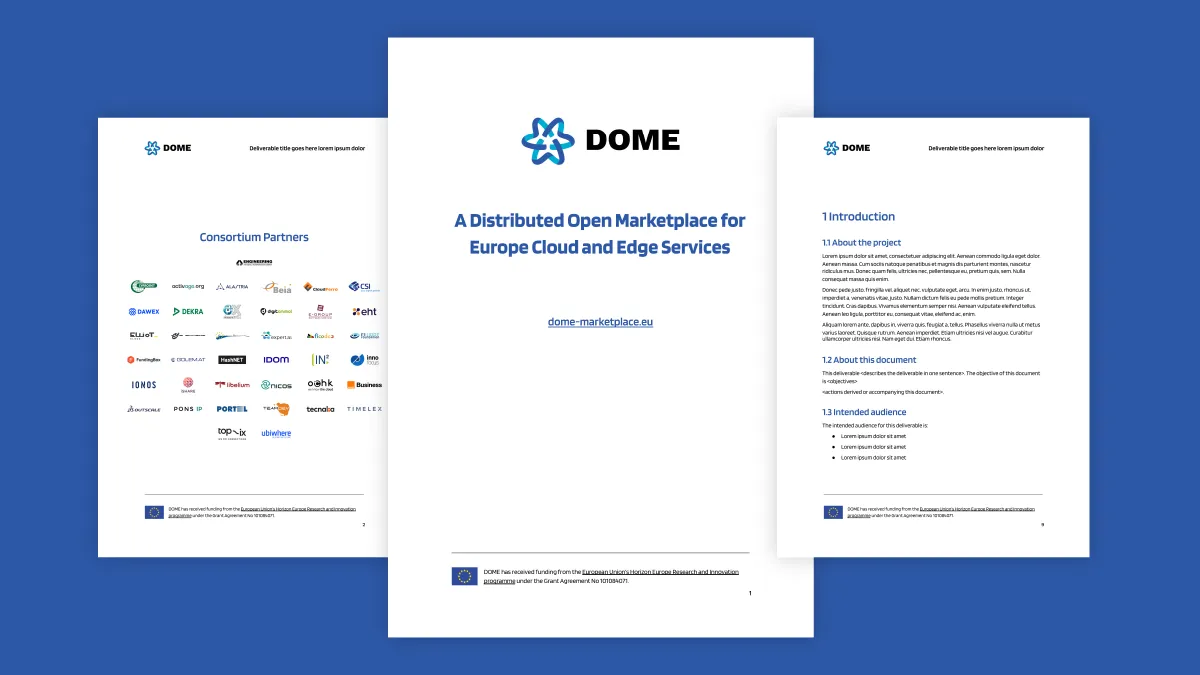 DOME
Deliverable title goes here lorem ipsum dolor
Consortium Partners
ENGINEERING
activage.org
ALASTRIA
Beia
CloudFerro
CSI
DAWEX
DEKRA
digitanimal
E-GROUP
eht
expert.ai
ficodes
FundingBox
GOLEM.AT
HashNET
IDOM
IN2
inno
focus
IONOS
ISHARE
libelium
NICOS
Business
OUTSCALE
PONS IP
PORTEL
TEAMDEV
tecnalia
TIMELEX
top-ix
ubiwhere
DOME has received funding from the European Union's Horizon Europe Research and Innovation
programme under the Grant Agreement No 101084071.
2
DOME
A Distributed Open Marketplace for
Europe Cloud and Edge Services
dome-marketplace.eu
DOME has received funding from the European Union's Horizon Europe Research and Innovation
programme under the Grant Agreement No 101084071.
1
DOME
Deliverable title goes here lorem ipsum dolor
1 Introduction
1.1 About the project
Lorem ipsum dolor sit amet, consectetuer adipiscing elit. Aenean commodo ligula eget dolor.
Aenean massa. Cum sociis natoque penatibus et magnis dis parturient montes, nascetur
ridiculus mus. Donec quam felis, ultricies nec, pellentesque eu, pretium quis, sem. Nulla
consequat massa quis enim.
Donec pede justo, fringilla vel, aliquet nec, vulputate eget, arcu. In enim justo, rhoncus ut,
imperdiet a, venenatis vitae, justo. Nullam dictum felis eu pede mollis pretium. Integer
tincidunt. Cras dapibus. Vivamus elementum semper nisi. Aenean vulputate eleifend tellus.
Aenean leo ligula, porttitor eu, consequat vitae, eleifend ac, enim.
Aliquam lorem ante, dapibus in, viverra quis, feugiat a, tellus. Phasellus viverra nulla ut metus
varius laoreet. Quisque rutrum. Aenean imperdiet. Etiam ultricies nisi vel augue. Curabitur
ullamcorper ultricies nisi. Nam eget dui. Etiam rhoncus.
1.2 About this document
This deliverable <describes the deliverable in one sentence>. The objective of this document
is <objectives>
<actions derived or accompanying this document>.
1.3 Intended audience
The intended audience for this deliverable is:
● Lorem ipsum dolor sit amet
● Lorem ipsum dolor sit amet
● Lorem ipsum dolor sit amet
DOME has received funding from the European Union's Horizon Europe Research and Innovation
programme under the Grant Agreement No 101084071.
9